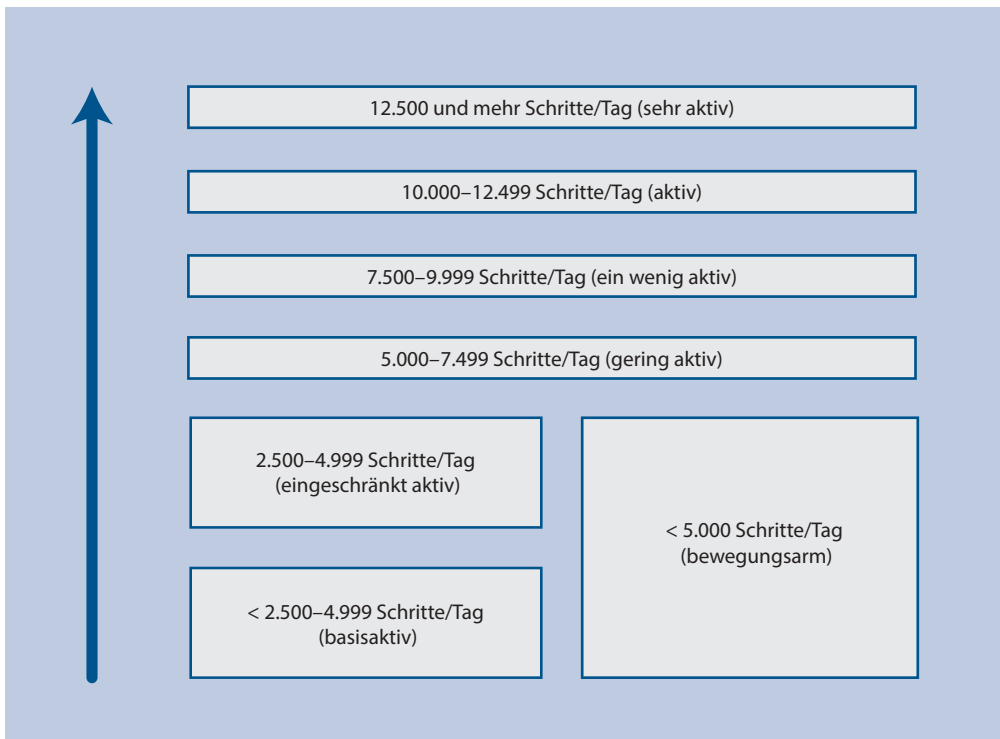 12.500 und mehr Schritte/Tag (sehr aktiv)
10.000–12.499 Schritte/Tag (aktiv)
7.500–9.999 Schritte/Tag (ein wenig aktiv)
5.000–7.499 Schritte/Tag (gering aktiv)
2.500–4.999 Schritte/Tag
(eingeschränkt aktiv)
< 5.000 Schritte/Tag
(bewegungsarm)
< 2.500–4.999 Schritte/Tag
(basisaktiv)